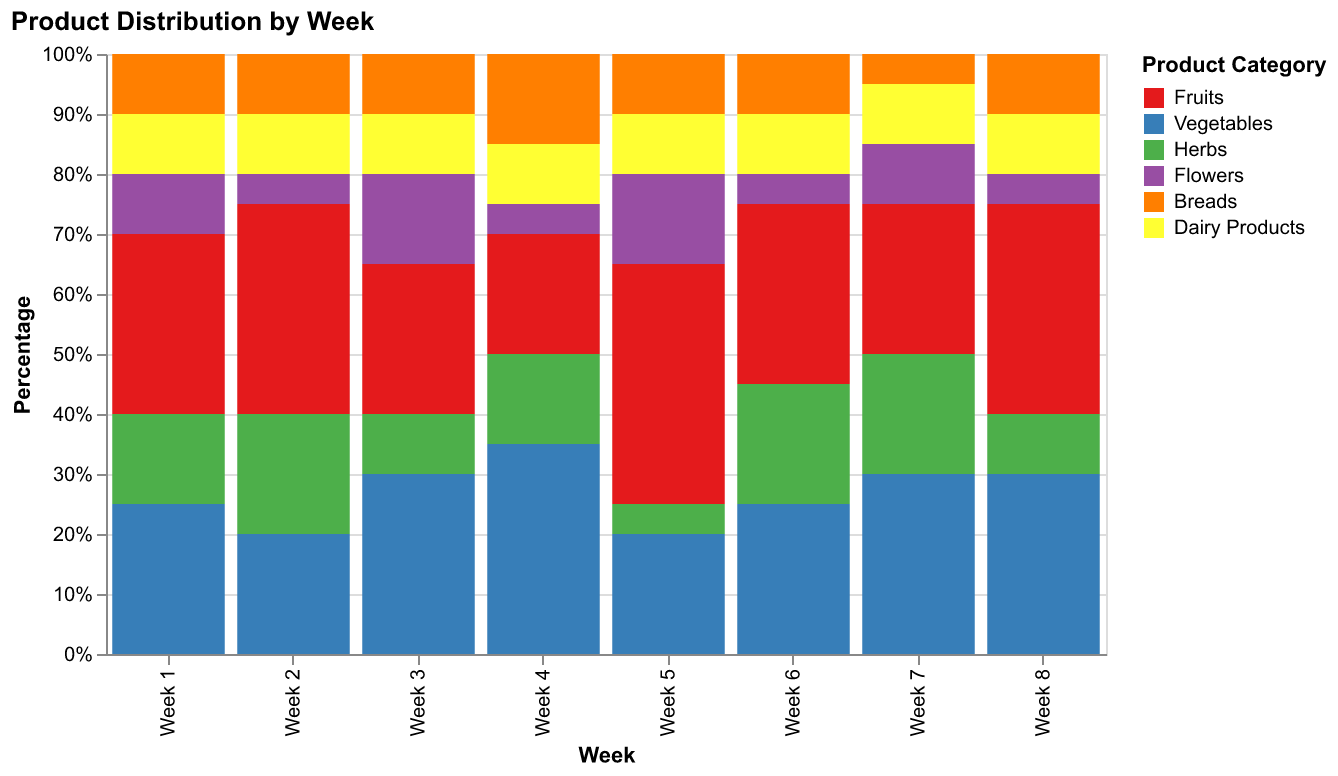 Product Distribution by Week
100%
90%
80%
70%
60%
50%
40%
30%
20%
10%
0%
Percentage
Week 1
Week 2
Week 3
Week 4
Week 5
Week 6
Week 7
Week 8
Week
Product Category
Fruits
Vegetables
Herbs
Flowers
Breads
Dairy Products